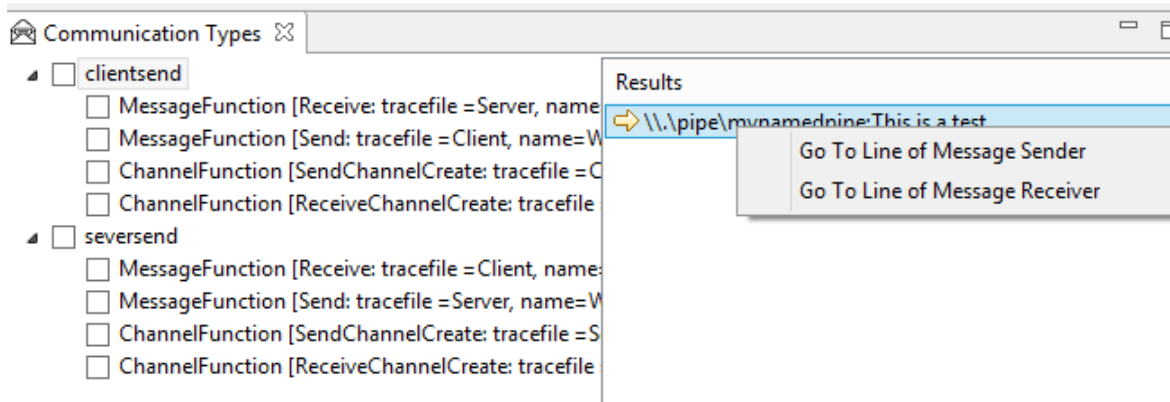 Communication Types
clientsend
MessageFunction [Receive: tracefile =Server, name
MessageFunction [Send: tracefile =Client, name=W
ChannelFunction [SendChannelCreate: tracefile =C
ChannelFunction [ReceiveChannelCreate: tracefile
seversend
MessageFunction [Receive: tracefile =Client, name:
MessageFunction [Send: tracefile =Server, name=W
ChannelFunction [SendChannelCreate: tracefile =S
ChannelFunction [ReceiveChannelCreate: tracefile
Results
\\.\pipe\mynamedpipe:This is a test
Go To Line of Message Sender
Go To Line of Message Receiver